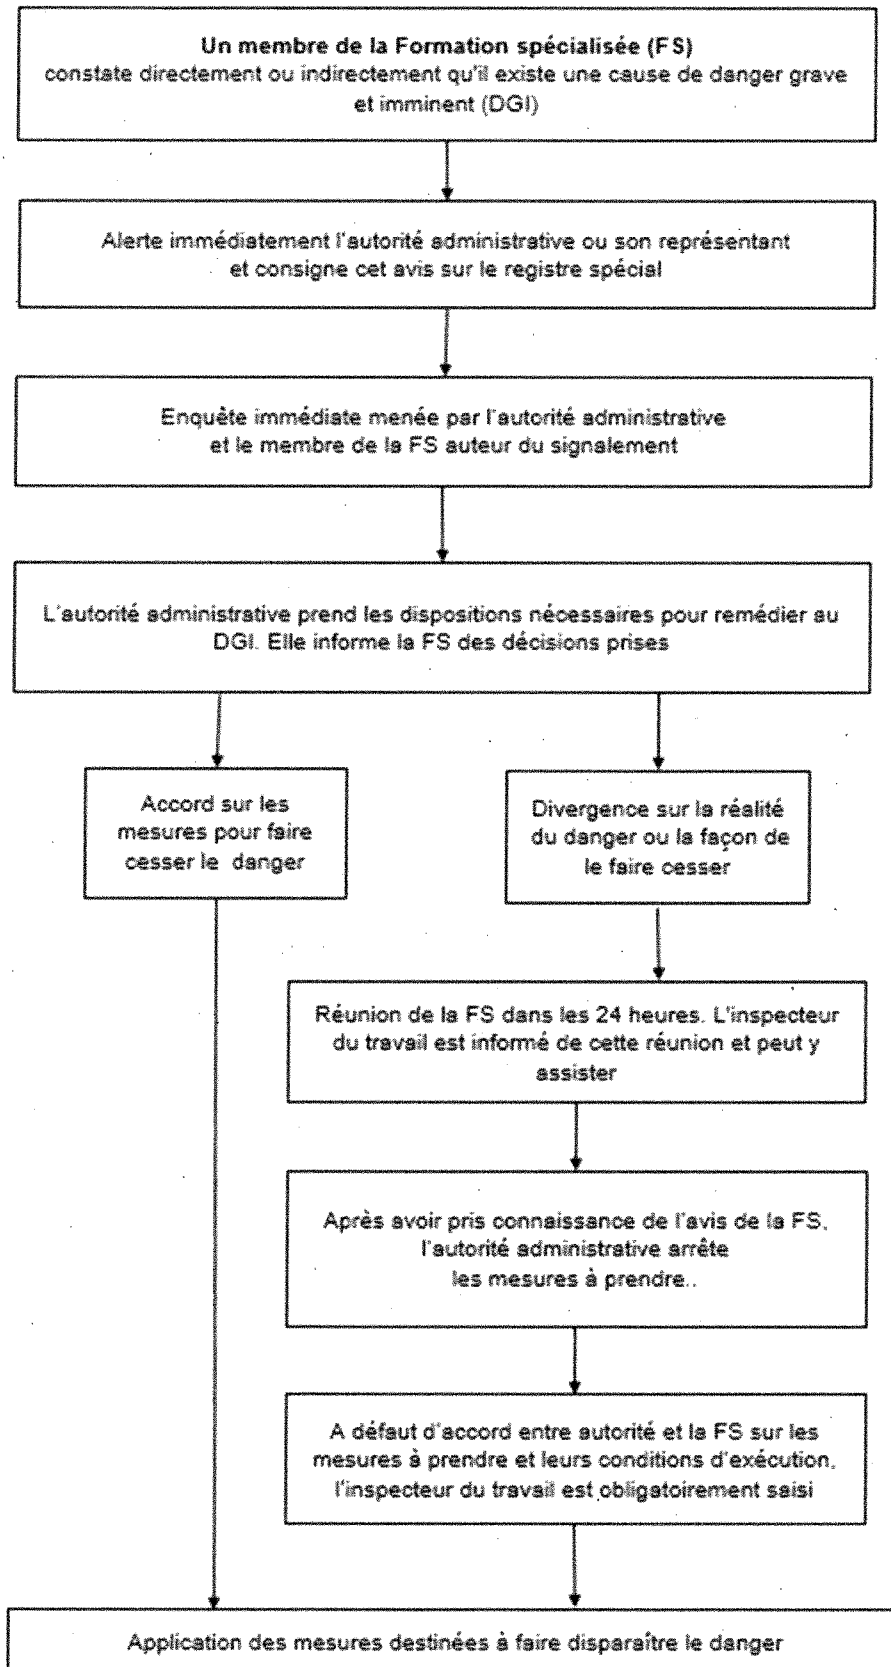 Un membre de la Formation spécialisée (FS)
constate directement ou indirectement qu'il existe une cause de danger grave
et imminent (DGI)
Alerte immédiatement l'autorité administrative ou son représentant
et consigne cet avis sur le registre spécial
Enquête immédiate menée par l'autorité administrative
et le membre de la FS auteur du signalement
L'autorité administrative prend les dispositions nécessaires pour remédier au
DGI. Elle informe la FS des décisions prises
Accord sur les
mesures pour faire
cesser le danger
Divergence sur la réalité
du danger ou la façon de
le faire cesser
Réunion de la FS dans les 24 heures. L'inspecteur
du travail est informé de cette réunion et peut y
assister
Après avoir pris connaissance de l'avis de la FS,
l'autorité administrative arrête
les mesures à prendre..
A défaut d'accord entre autorité et la FS sur les
mesures à prendre et leurs conditions d'exécution,
l'inspecteur du travail est obligatoirement saisi
Application des mesures destinées à faire disparaître le danger